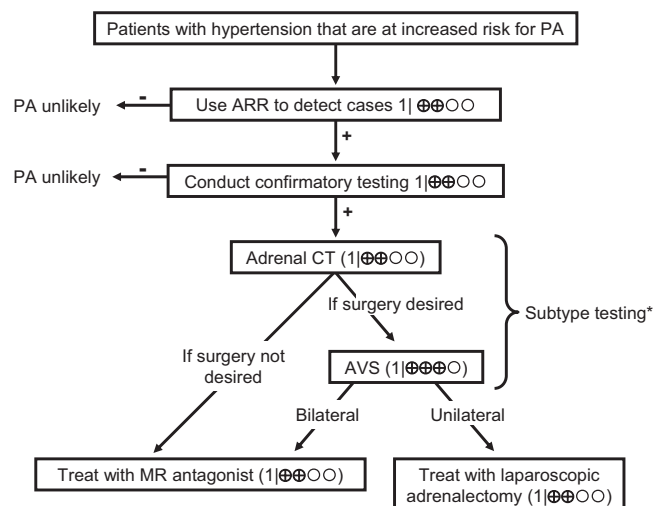 Patients with hypertension that are at increased risk for PA
PA unlikely
-
Use ARR to detect cases 1| ⊕⊕○○
+
PA unlikely
-
Conduct confirmatory testing 1|⊕⊕○○
+
Adrenal CT (1|⊕⊕○○)
If surgery desired
Subtype testing*
If surgery not
desired
AVS (1|⊕⊕⊕○)
Bilateral
Unilateral
Treat with MR antagonist (1|⊕⊕○○)
Treat with laparoscopic
adrenalectomy (1|⊕⊕○○)